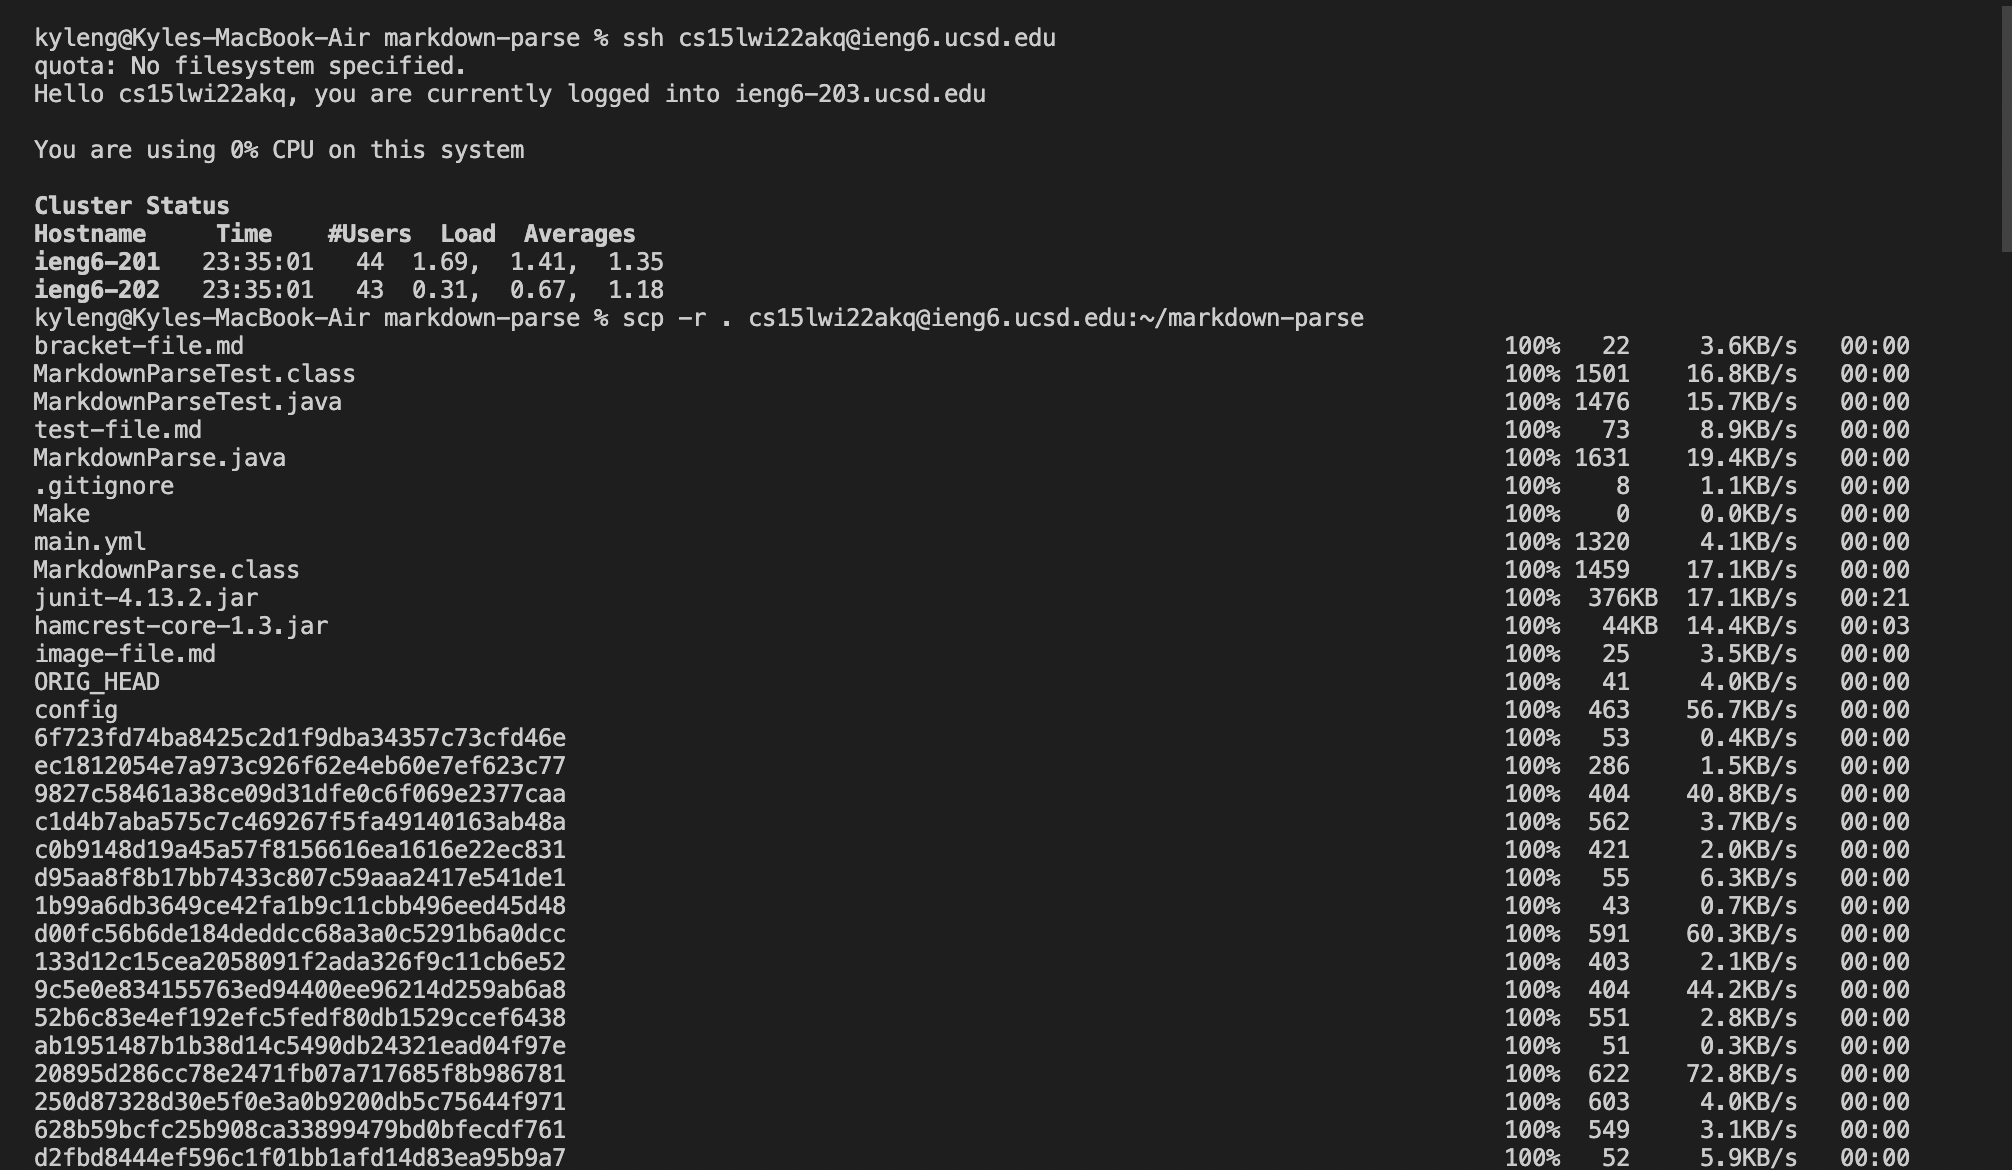 kyleng@Kyles-MacBook-Air markdown-parse % ssh cs15lwi22akq@ieng6.ucsd.edu
quota: No filesystem specified.
Hello cs15lwi22akq, you are currently logged into ieng6-203.ucsd.edu
You are using 0% CPU on this system
Cluster Status
Hostname     Time    #Users  Load  Averages
ieng6-201   23:35:01   44  1.69,  1.41,  1.35
ieng6-202   23:35:01   43  0.31,  0.67,  1.18
kyleng@Kyles-MacBook-Air markdown-parse % scp -r . cs15lwi22akq@ieng6.ucsd.edu:~/markdown-parse
bracket-file.md 100% 22 3.6KB/s 00:00
MarkdownParseTest.class 100% 1501 16.8KB/s 00:00
MarkdownParseTest.java 100% 1476 15.7KB/s 00:00
test-file.md 100% 73 8.9KB/s 00:00
MarkdownParse.java 100% 1631 19.4KB/s 00:00
.gitignore 100% 8 1.1KB/s 00:00
Make 100% 0 0.0KB/s 00:00
main.yml 100% 1320 4.1KB/s 00:00
MarkdownParse.class 100% 1459 17.1KB/s 00:00
junit-4.13.2.jar 100% 376KB 17.1KB/s 00:21
hamcrest-core-1.3.jar 100% 44KB 14.4KB/s 00:03
image-file.md 100% 25 3.5KB/s 00:00
ORIG_HEAD 100% 41 4.0KB/s 00:00
config 100% 463 56.7KB/s 00:00
6f723fd74ba8425c2d1f9dba34357c73cfd46e 100% 53 0.4KB/s 00:00
ec1812054e7a973c926f62e4eb60e7ef623c77 100% 286 1.5KB/s 00:00
9827c58461a38ce09d31dfe0c6f069e2377caa 100% 404 40.8KB/s 00:00
c1d4b7aba575c7c469267f5fa49140163ab48a 100% 562 3.7KB/s 00:00
c0b9148d19a45a57f8156616ea1616e22ec831 100% 421 2.0KB/s 00:00
d95aa8f8b17bb7433c807c59aaa2417e541de1 100% 55 6.3KB/s 00:00
1b99a6db3649ce42fa1b9c11cbb496eed45d48 100% 43 0.7KB/s 00:00
d00fc56b6de184deddcc68a3a0c5291b6a0dcc 100% 591 60.3KB/s 00:00
133d12c15cea2058091f2ada326f9c11cb6e52 100% 403 2.1KB/s 00:00
9c5e0e834155763ed94400ee96214d259ab6a8 100% 404 44.2KB/s 00:00
52b6c83e4ef192efc5fedf80db1529ccef6438 100% 551 2.8KB/s 00:00
ab1951487b1b38d14c5490db24321ead04f97e 100% 51 0.3KB/s 00:00
20895d286cc78e2471fb07a717685f8b986781 100% 622 72.8KB/s 00:00
250d87328d30e5f0e3a0b9200db5c75644f971 100% 603 4.0KB/s 00:00
628b59bcfc25b908ca33899479bd0bfecdf761 100% 549 3.1KB/s 00:00
d2fbd8444ef596c1f01bb1afd14d83ea95b9a7 100% 52 5.9KB/s 00:00